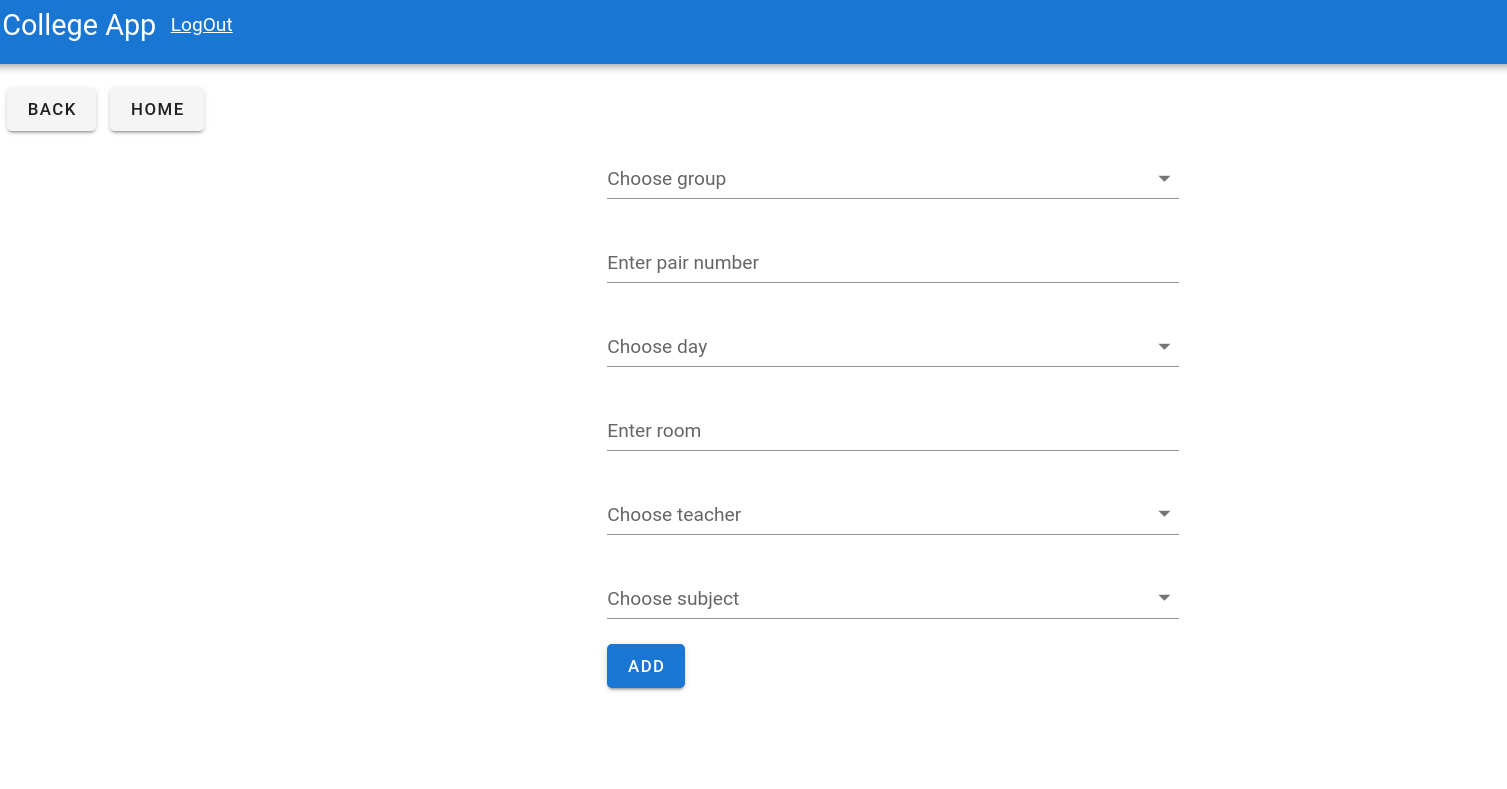 College App LogOut
BACK HOME
Choose group
Enter pair number
Choose day
Enter room
Choose teacher
Choose subject
ADD